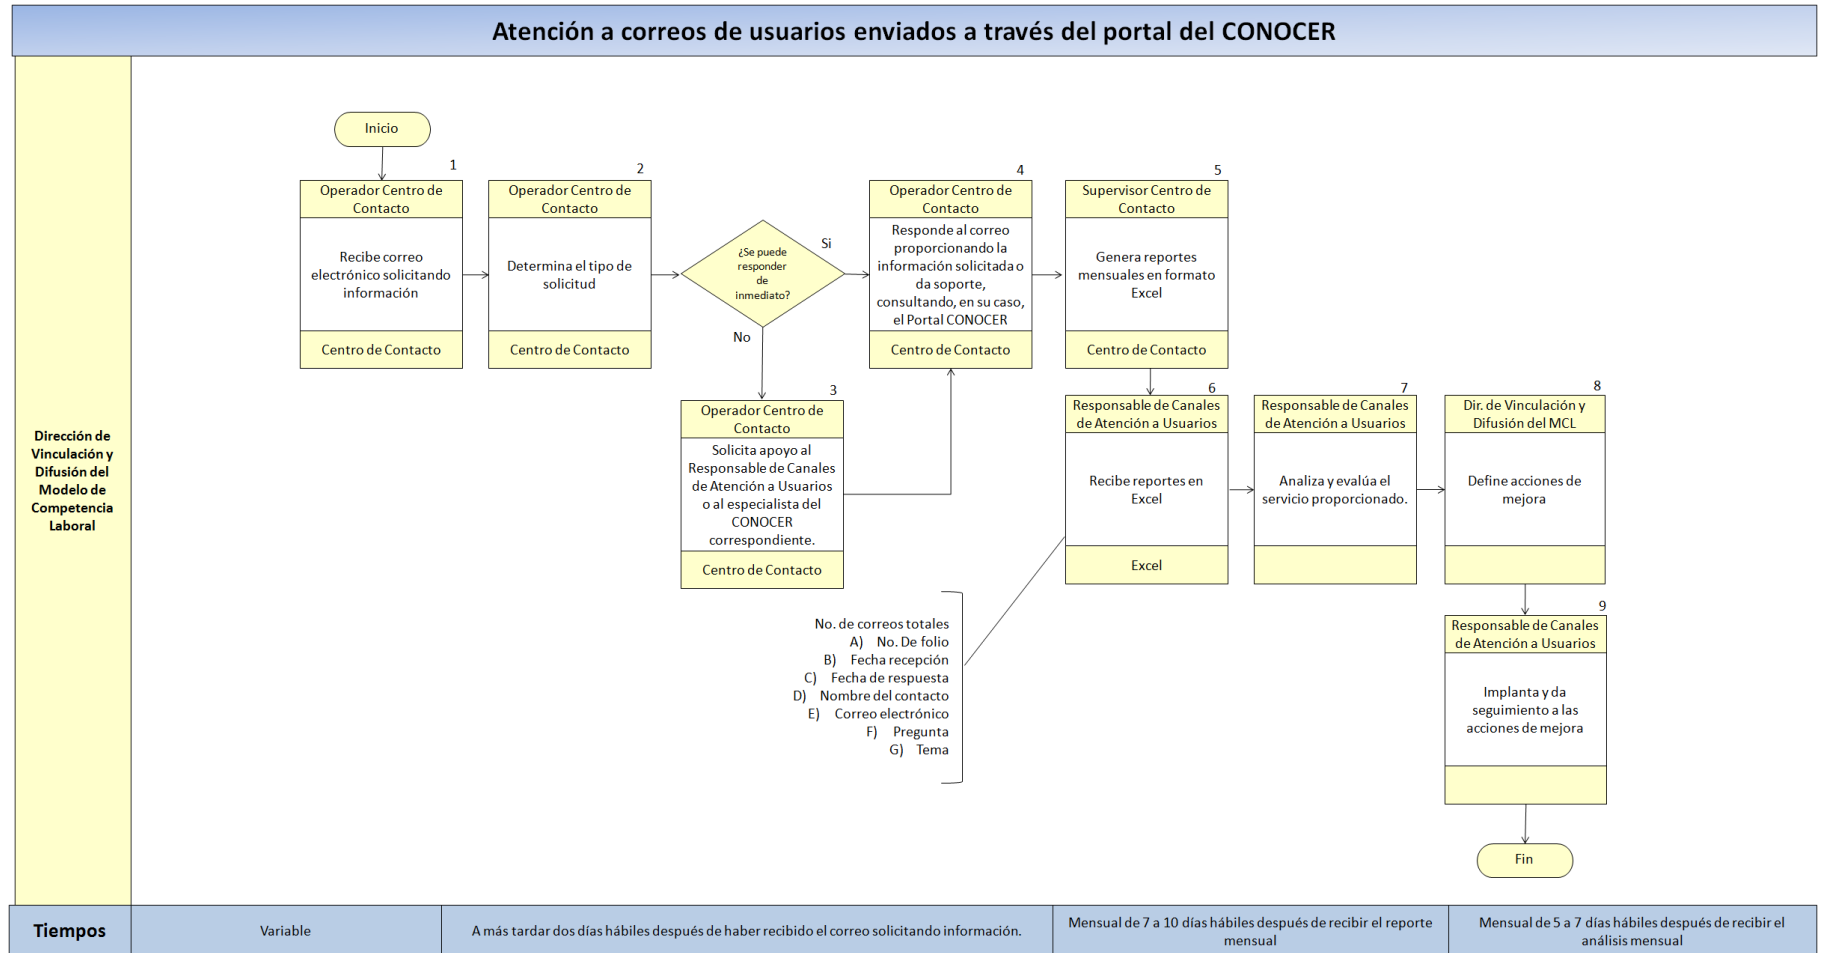 Atención a correos de usuarios enviados a través del portal del CONOCER
Dirección de
Vinculación y
Difusión del
Modelo de
Competencia
Laboral
Inicio
1
Operador Centro de
Contacto
Recibe correo
electrónico solicitando
información
Centro de Contacto
2
Operador Centro de
Contacto
Determina el tipo de
solicitud
Centro de Contacto
¿Se puede
responder
de
inmediato?
Si
No
3
Operador Centro de
Contacto
Solicita apoyo al
Responsable de Canales
de Atención a Usuarios
o al especialista del
CONOCER
correspondiente.
Centro de Contacto
4
Operador Centro de
Contacto
Responde al correo
proporcionando la
información solicitada o
da soporte,
consultando, en su caso,
el Portal CONOCER
Centro de Contacto
5
Supervisor Centro de
Contacto
Genera reportes
mensuales en formato
Excel
Centro de Contacto
6
Responsable de Canales
de Atención a Usuarios
Recibe reportes en
Excel
Excel
No. de correos totales
A) No. De folio
B) Fecha recepción
C) Fecha de respuesta
D) Nombre del contacto
E) Correo electrónico
F) Pregunta
G) Tema
7
Responsable de Canales
de Atención a Usuarios
Analiza y evalúa el
servicio proporcionado.
8
Dir. de Vinculación y
Difusión del MCL
Define acciones de
mejora
9
Responsable de Canales
de Atención a Usuarios
Implanta y da
seguimiento a las
acciones de mejora
Fin
Tiempos
Variable
A más tardar dos días hábiles después de haber recibido el correo solicitando información.
Mensual de 7 a 10 días hábiles después de recibir el reporte
mensual
Mensual de 5 a 7 días hábiles después de recibir el
análisis mensual